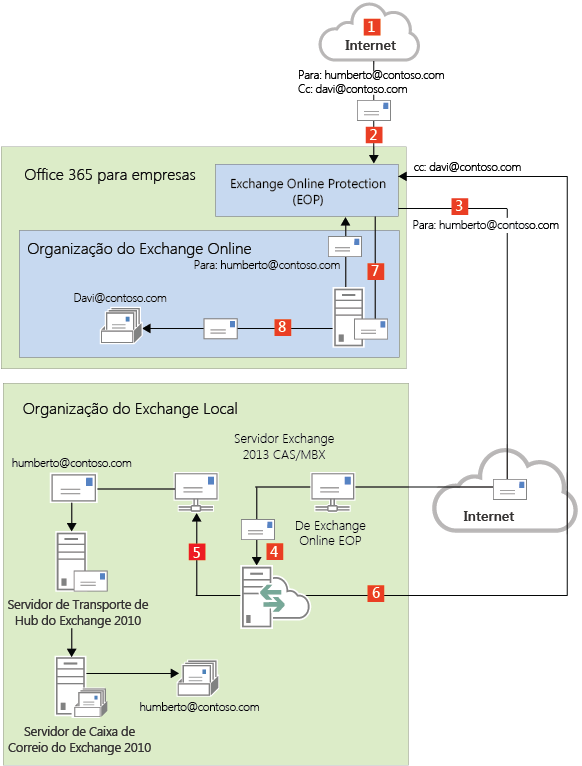 1
Internet
Para: humberto@contoso.com
Cc: davi@contoso.com
2
Office 365 para empresas
Exchange Online Protection
(EOP)
cc: davi@contoso.com
3
Para: humberto@contoso.com
Organização do Exchange Online
Para: humberto@contoso.com
7
Davi@contoso.com
8
Organização do Exchange Local
Servidor Exchange
2013 CAS/MBX
humberto@contoso.com
De Exchange
Online EOP
Internet
4
5
6
Servidor de Transporte de
Hub do Exchange 2010
humberto@contoso.com
Servidor de Caixa de
Correio do Exchange 2010